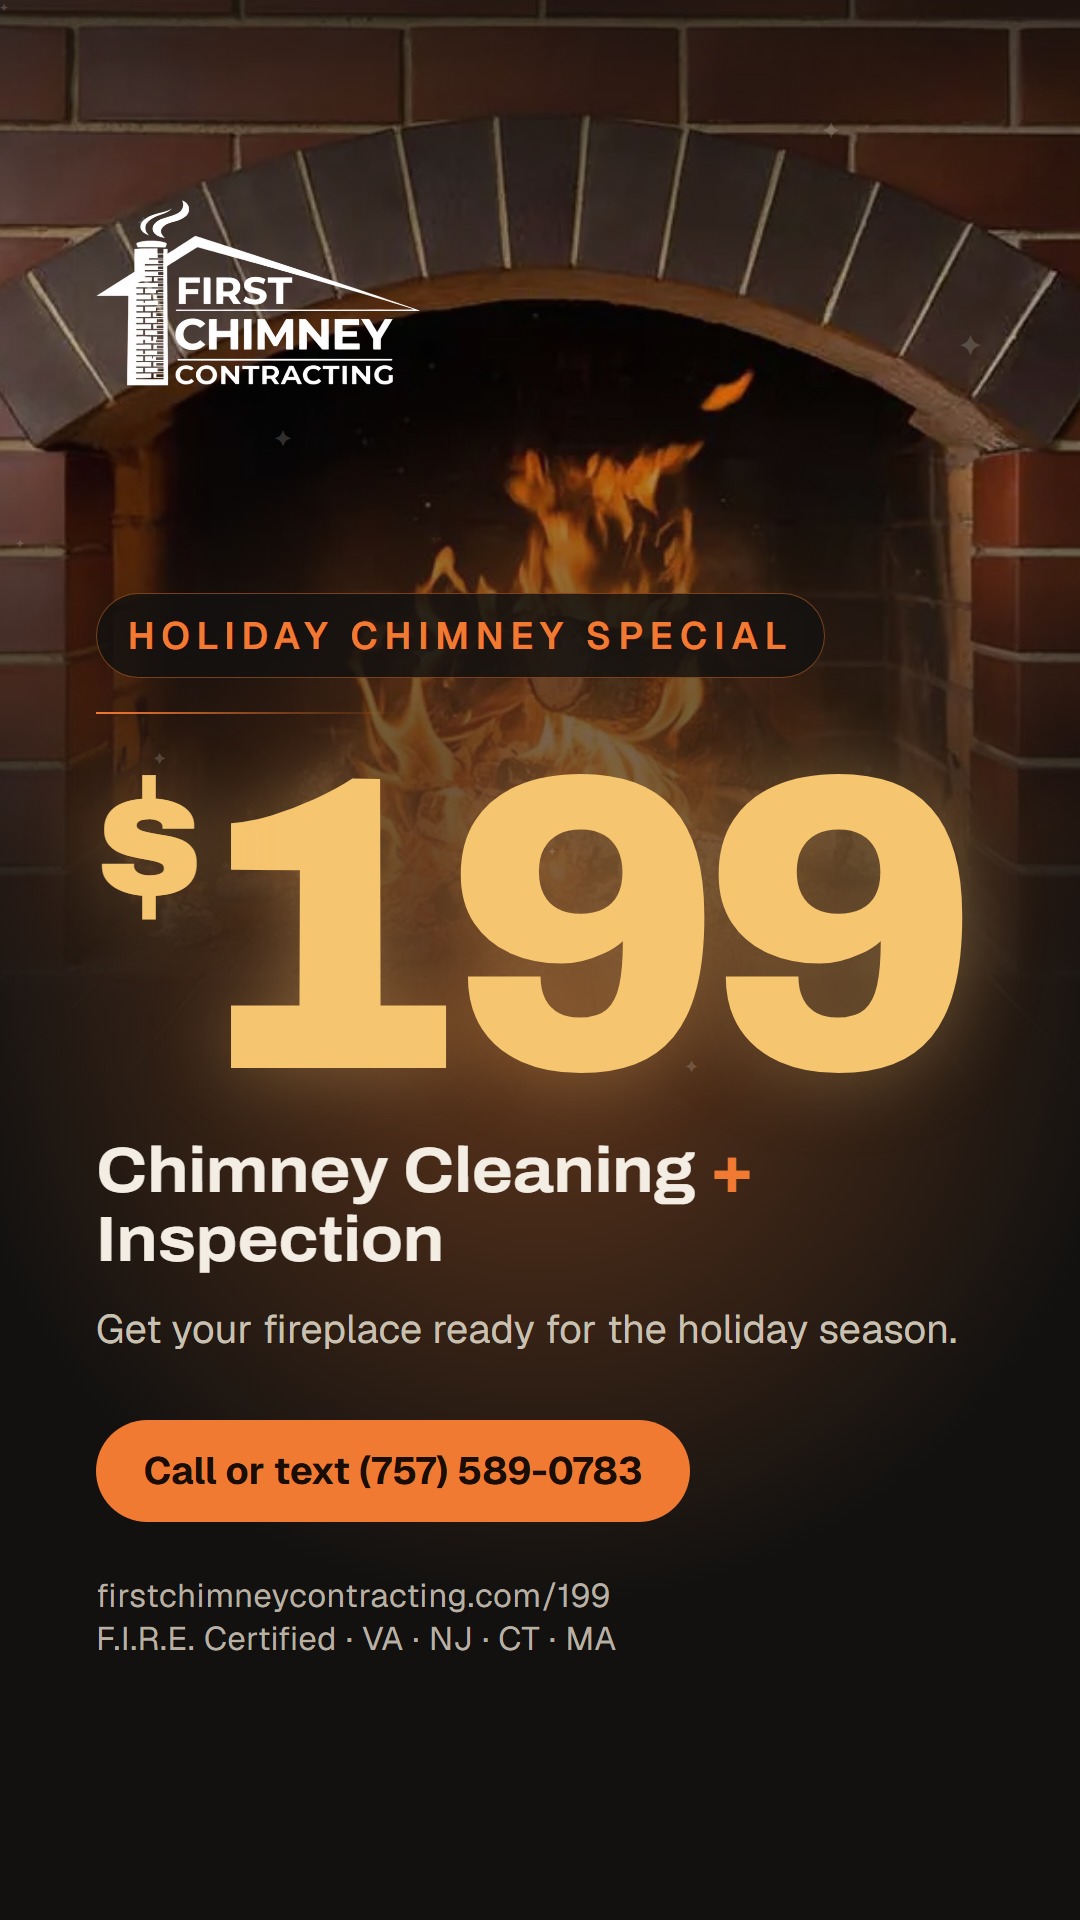 FIRST
CHIMNEY
CONTRACTING
HOLIDAY CHIMNEY SPECIAL
$199
Chimney Cleaning +
Inspection
Get your fireplace ready for the holiday season.
Call or text (757) 589-0783
firstchimneycontracting.com/199
F.I.R.E. Certified · VA · NJ · CT · MA